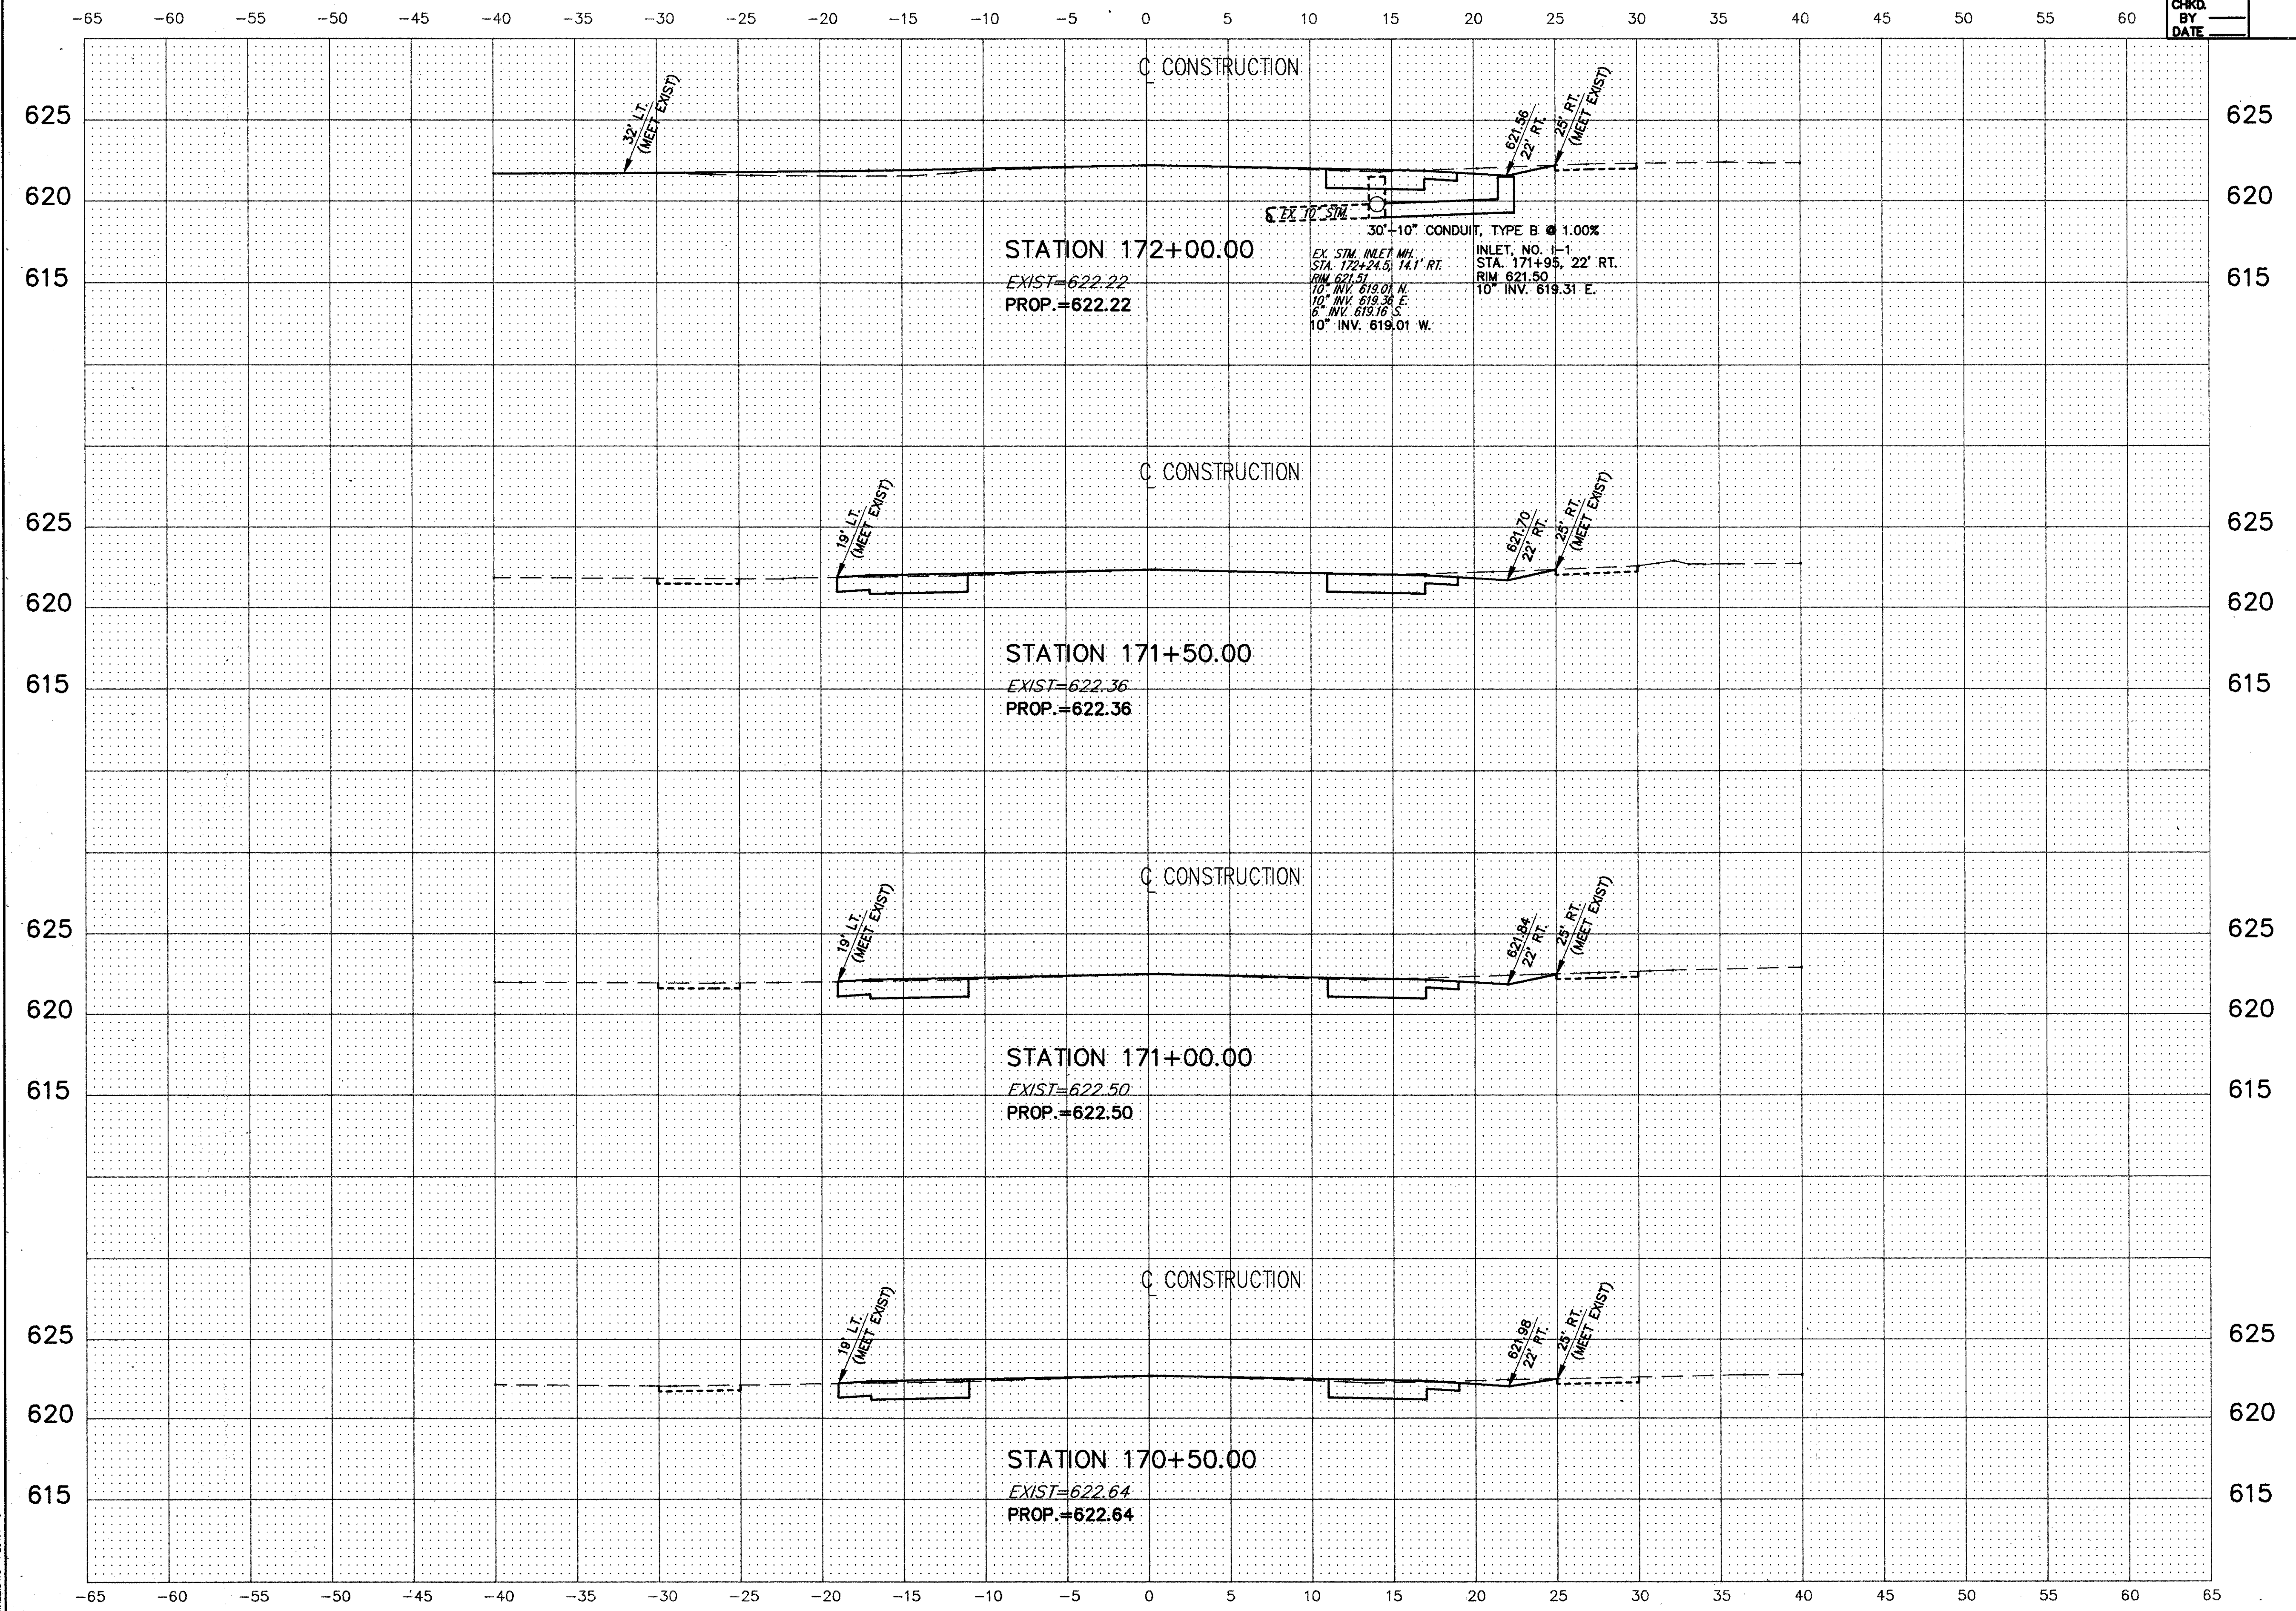 -65 -60 -55 -50 -45 -40 -35 -30 -25 -20 -15 -10 -5 0 5 10 15 20 25 30 35 40 45 50 55 60
CHKD.
BY
DATE
C CONSTRUCTION
32' LT.
(MEET EXIST)
621.56
22' RT.
25' RT.
(MEET EXIST)
625 625
620 620
EX. 10" STM.
30'-10" CONDUIT, TYPE B @ 1.00%
STATION 172+00.00
EXIST=622.22
PROP.=622.22
EX. STM. INLET MH.
STA. 172+24.5, 14.1' RT.
RIM 621.51
10" INV. 619.01 N.
10" INV. 619.36 E.
6" INV. 619.16 S.
10" INV. 619.01 W.
INLET, NO. I-1
STA. 171+95, 22' RT.
RIM 621.50
10" INV. 619.31 E.
615 615
C CONSTRUCTION
19' LT.
(MEET EXIST)
621.70
22' RT.
25' RT.
(MEET EXIST)
625 625
620 620
STATION 171+50.00
EXIST=622.36
PROP.=622.36
615 615
C CONSTRUCTION
19' LT.
(MEET EXIST)
621.84
22' RT.
25' RT.
(MEET EXIST)
625 625
620 620
STATION 171+00.00
EXIST=622.50
PROP.=622.50
615 615
C CONSTRUCTION
19' LT.
(MEET EXIST)
621.98
22' RT.
25' RT.
(MEET EXIST)
625 625
620 620
STATION 170+50.00
EXIST=622.64
PROP.=622.64
615 615
-65 -60 -55 -50 -45 -40 -35 -30 -25 -20 -15 -10 -5 0 5 10 15 20 25 30 35 40 45 50 55 60 65